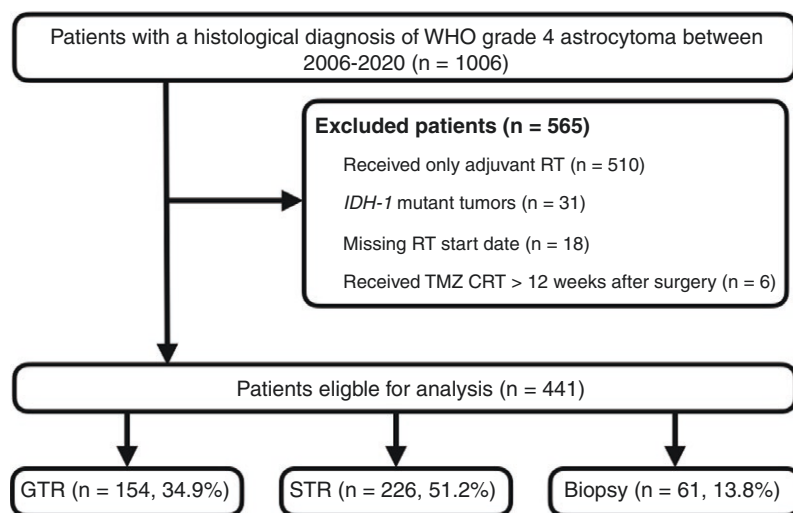 Patients with a histological diagnosis of WHO grade 4 astrocytoma between
2006-2020 (n = 1006)
Excluded patients (n = 565)
Received only adjuvant RT (n = 510)
IDH-1 mutant tumors (n = 31)
Missing RT start date (n = 18)
Received TMZ CRT > 12 weeks after surgery (n = 6)
Patients eligble for analysis (n = 441)
GTR (n = 154, 34.9%)
STR (n = 226, 51.2%)
Biopsy (n = 61, 13.8%)